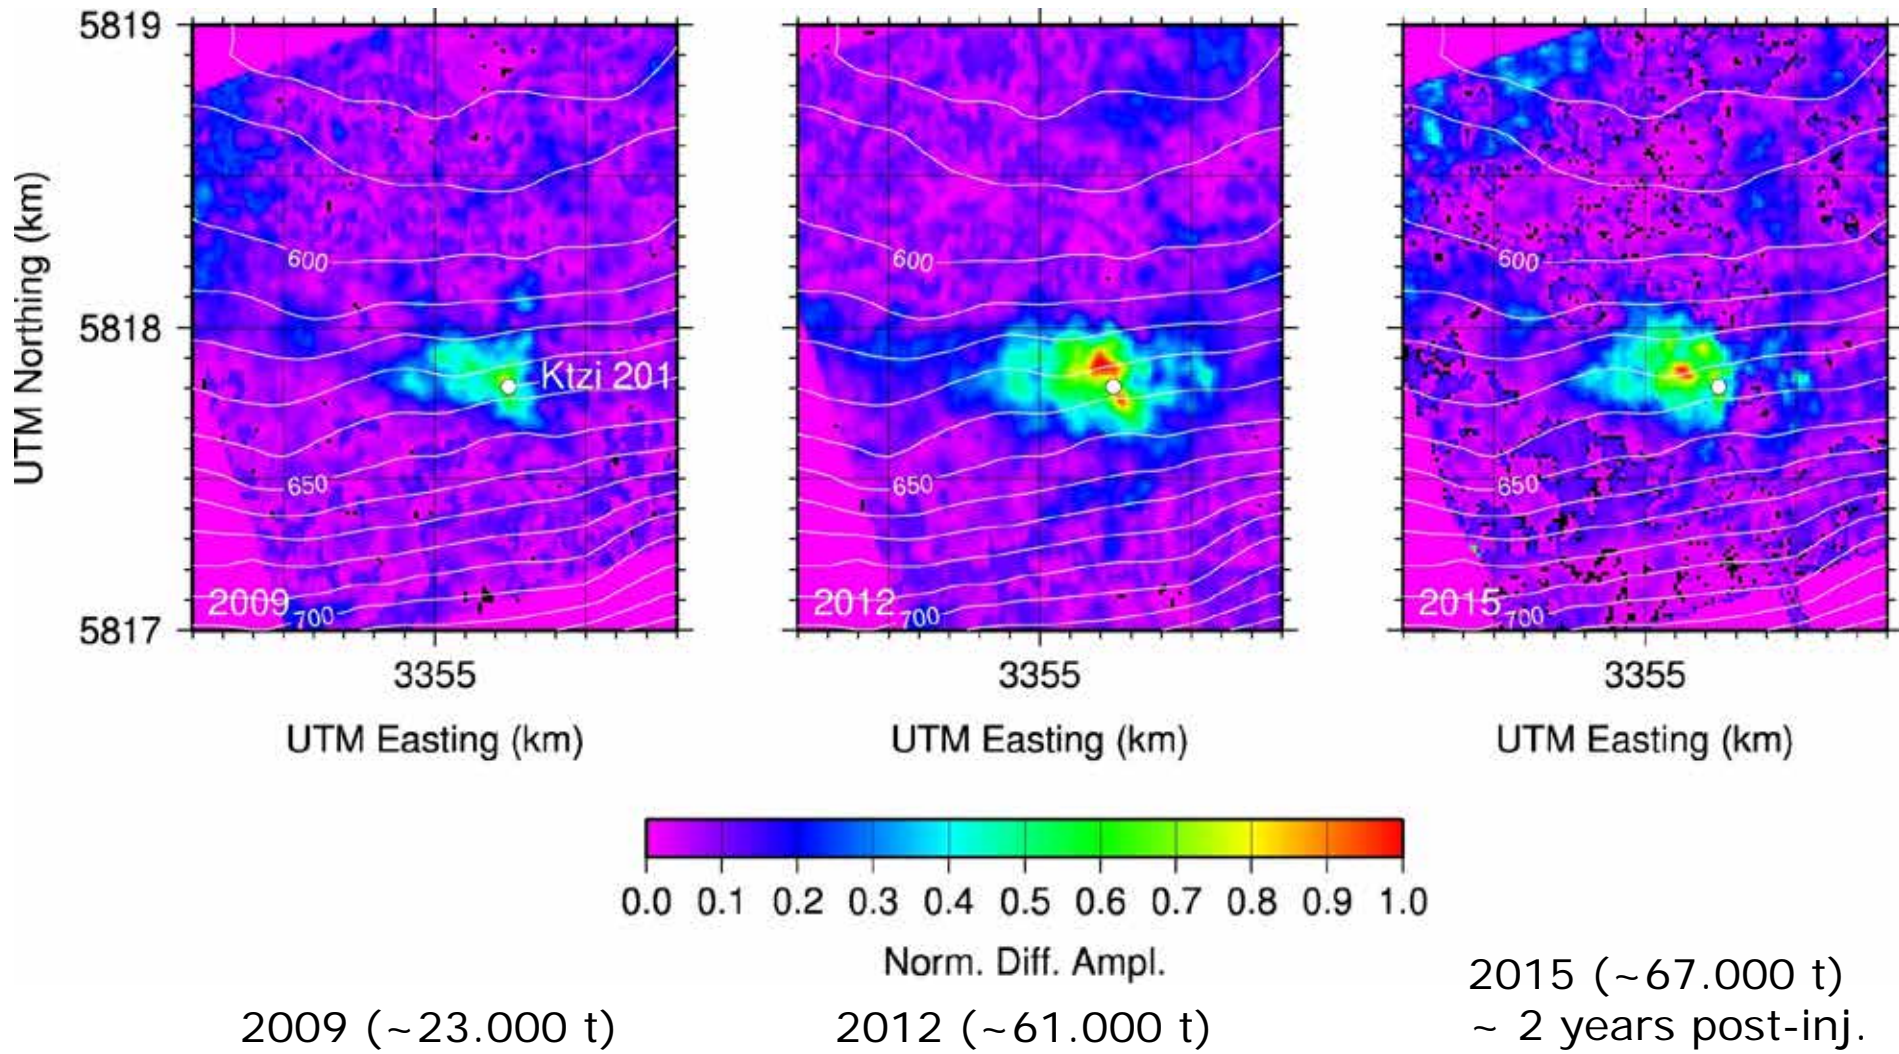 5819
5818
5817
UTM Northing (km)
600
650
700
2009
Ktzi 201
3355
UTM Easting (km)
600
650
700
2012
3355
UTM Easting (km)
600
650
700
2015
3355
UTM Easting (km)
0.0 0.1 0.2 0.3 0.4 0.5 0.6 0.7 0.8 0.9 1.0
Norm. Diff. Ampl.
2009 (~23.000 t)
2012 (~61.000 t)
2015 (~67.000 t)
~ 2 years post-inj.